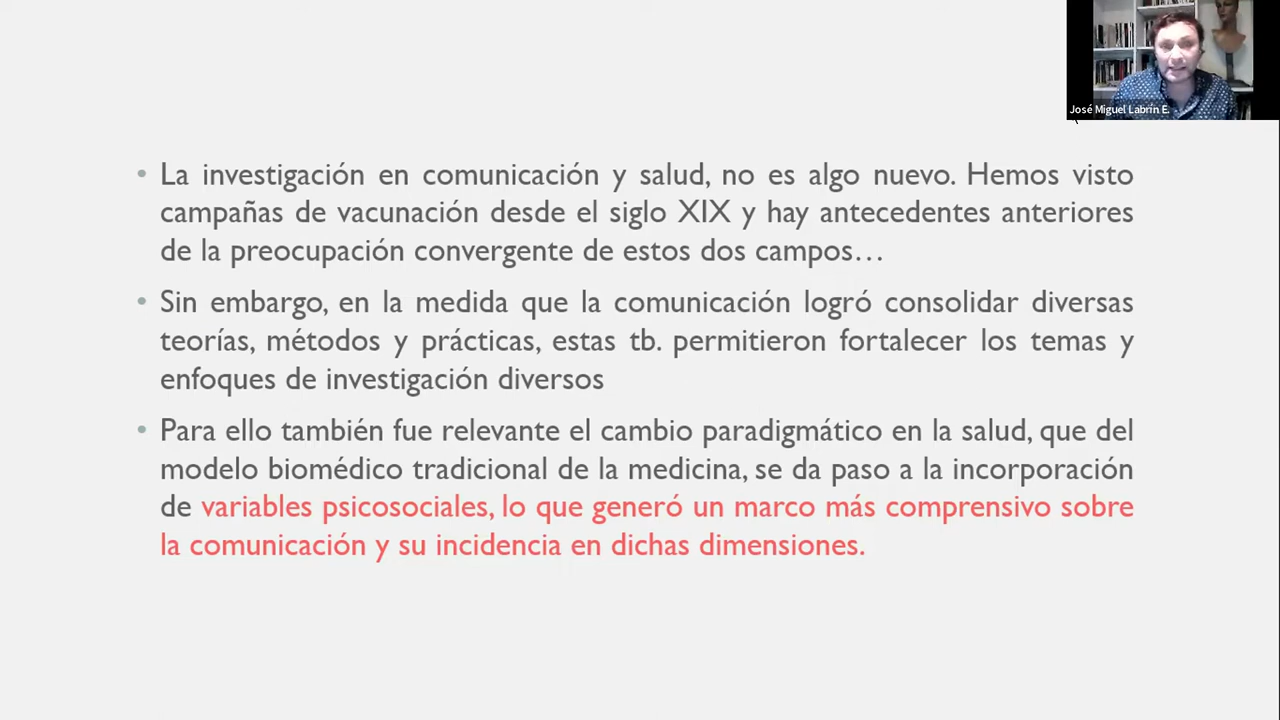 José Miguel Labrín E.
• La investigación en comunicación y salud, no es algo nuevo. Hemos visto
campañas de vacunación desde el siglo XIX y hay antecedentes anteriores
de la preocupación convergente de estos dos campos…
• Sin embargo, en la medida que la comunicación logró consolidar diversas
teorías, métodos y prácticas, estas tb. permitieron fortalecer los temas y
enfoques de investigación diversos
• Para ello también fue relevante el cambio paradigmático en la salud, que del
modelo biomédico tradicional de la medicina, se da paso a la incorporación
de variables psicosociales, lo que generó un marco más comprensivo sobre
la comunicación y su incidencia en dichas dimensiones.